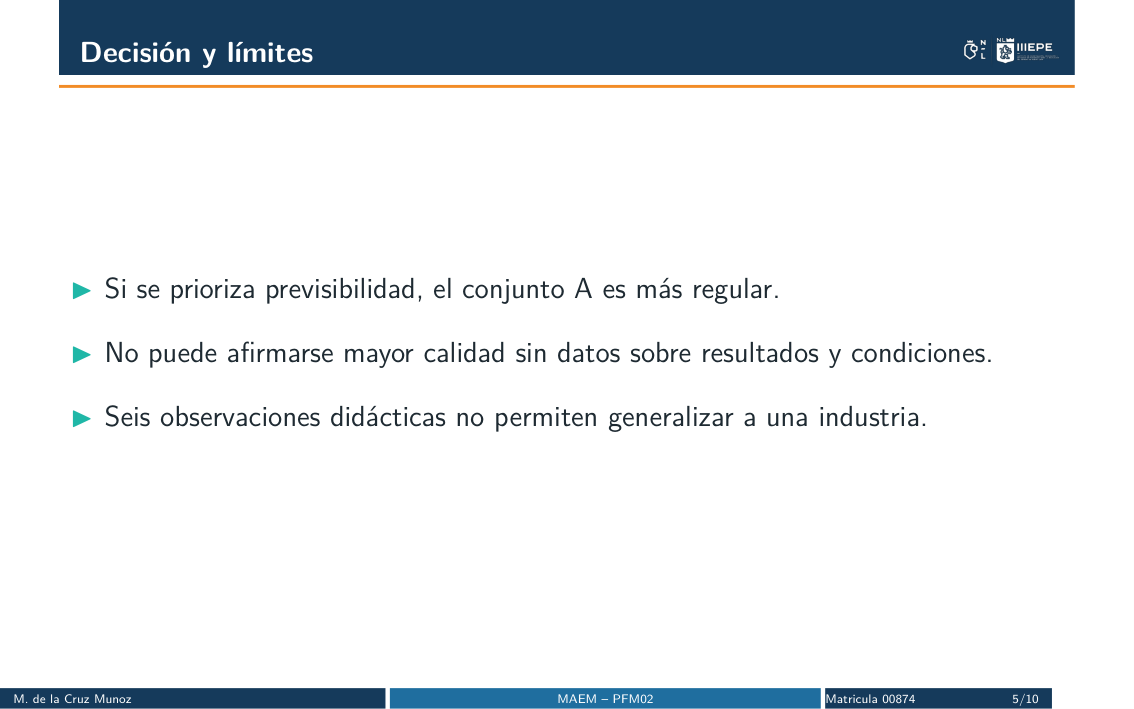 Decisión y límites
N
L
NL
IIIEPE
Si se prioriza previsibilidad, el conjunto A es más regular.
No puede afirmarse mayor calidad sin datos sobre resultados y condiciones.
Seis observaciones didácticas no permiten generalizar a una industria.
M. de la Cruz Munoz
MAEM – PFM02
Matricula 00874
5/10